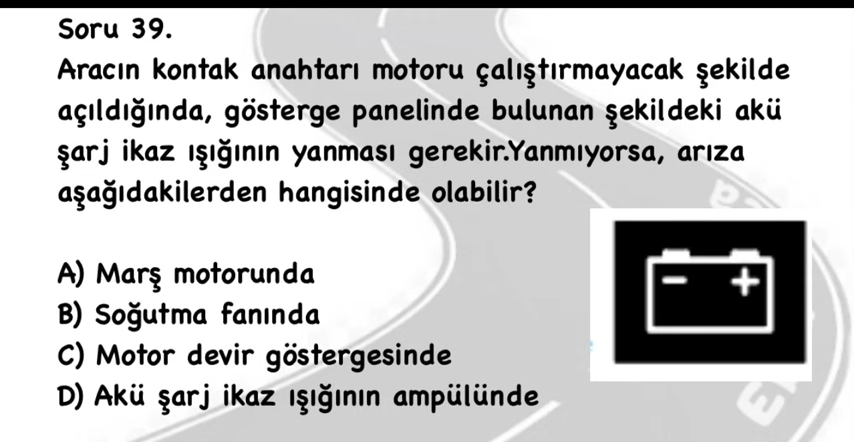 Soru 39.
Aracın kontak anahtarı motoru çalıştırmayacak şekilde
açıldığında, gösterge panelinde bulunan şekildeki akü
şarj ikaz ışığının yanması gerekir.Yanmıyorsa, arıza
aşağıdakilerden hangisinde olabilir?
A) Marş motorunda
B) Soğutma fanında
C) Motor devir göstergesinde
D) Akü şarj ikaz ışığının ampülünde